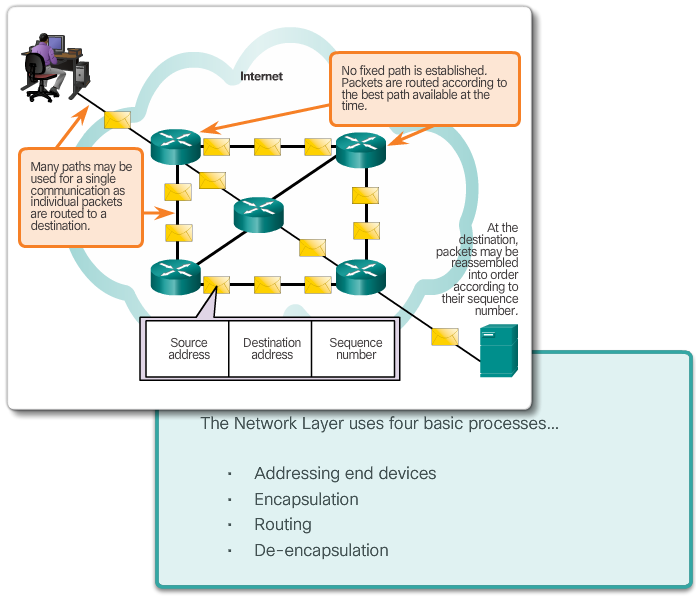 Internet
No fixed path is established.
Packets are routed according to
the best path available at the
time.
Many paths may be
used for a single
communication as
individual packets
are routed to a
destination.
At the
destination,
packets may be
reassembled
into order
according to
their sequence
number.
Source
address
Destination
address
Sequence
number
The Network Layer uses four basic processes...
· Addressing end devices
· Encapsulation
· Routing
· De-encapsulation